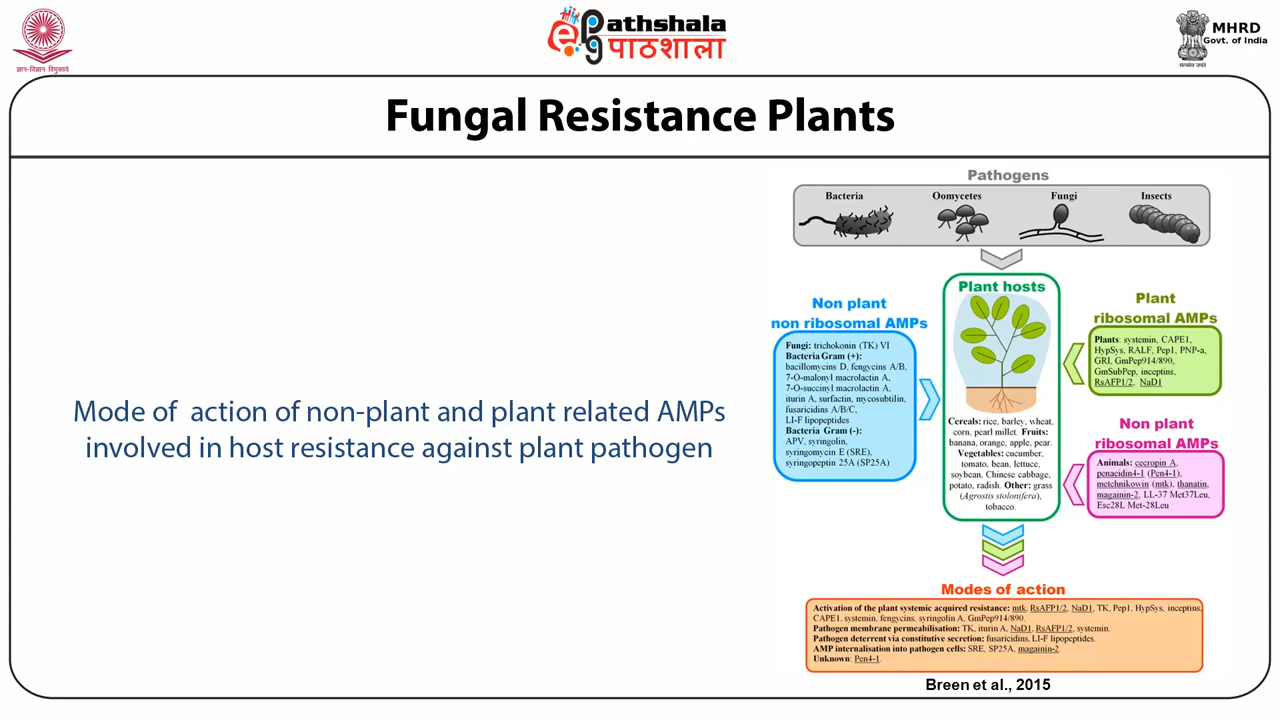 ज्ञान-विज्ञान विमुक्तये
ePg
athshala
पाठशाला
MHRD
Govt. of India
सत्यमेव जयते
Fungal Resistance Plants
Mode of action of non-plant and plant related AMPs
involved in host resistance against plant pathogen
Pathogens
Bacteria Oomycetes Fungi Insects
Non plant
non ribosomal AMPs
Fungi: trichokonin (TK) VI
Bacteria Gram (+):
bacillomycin D, fengycins A/B,
7-O-malonyl macrolactin A,
7-O-succinyl macrolactin A,
iturin A, surfactin, mycosubtilin,
fusaricidins A/B/C,
LI-F lipopeptides
Bacteria Gram (-):
APV, syringolin,
syringomycin E (SRE),
syringopeptin 25A (SP25A)
Plant hosts
Cereals: rice, barley, wheat,
corn, pearl millet. Fruits:
banana, orange, apple, pear.
Vegetables: cucumber,
tomato, bean, lettuce,
soybean, Chinese cabbage,
potato, radish. Other: grass
(Agrostis stolonifera),
tobacco.
Plant
ribosomal AMPs
Plants: systemin, CAPE1,
HypSys, RALF, Pep1, PNP-a,
GRI, GmPep914/890,
GmSubPep, inceptins,
RsAFP1/2, NaD1
Non plant
ribosomal AMPs
Animals: cecropin A,
penacidin4-1 (Pen4-1),
metchnikowin (mtk), thanatin,
magainin-2, LL-37 Met37Leu,
Esc28L Met-28Leu
Modes of action
Activation of the plant systemic acquired resistance: mtk, RsAFP1/2, NaD1, TK, Pep1, HypSys, inceptins,
CAPE1, systemin, fengycins, syringolin A, GmPep914/890.
Pathogen membrane permeabilisation: TK, iturin A, NaD1, RsAFP1/2, systemin.
Pathogen deterrent via constitutive secretion: fusaricidins, LI-F lipopeptides.
AMP internalisation into pathogen cells: SRE, SP25A, magainin-2.
Unknown: Pen4-1.
Breen et al., 2015